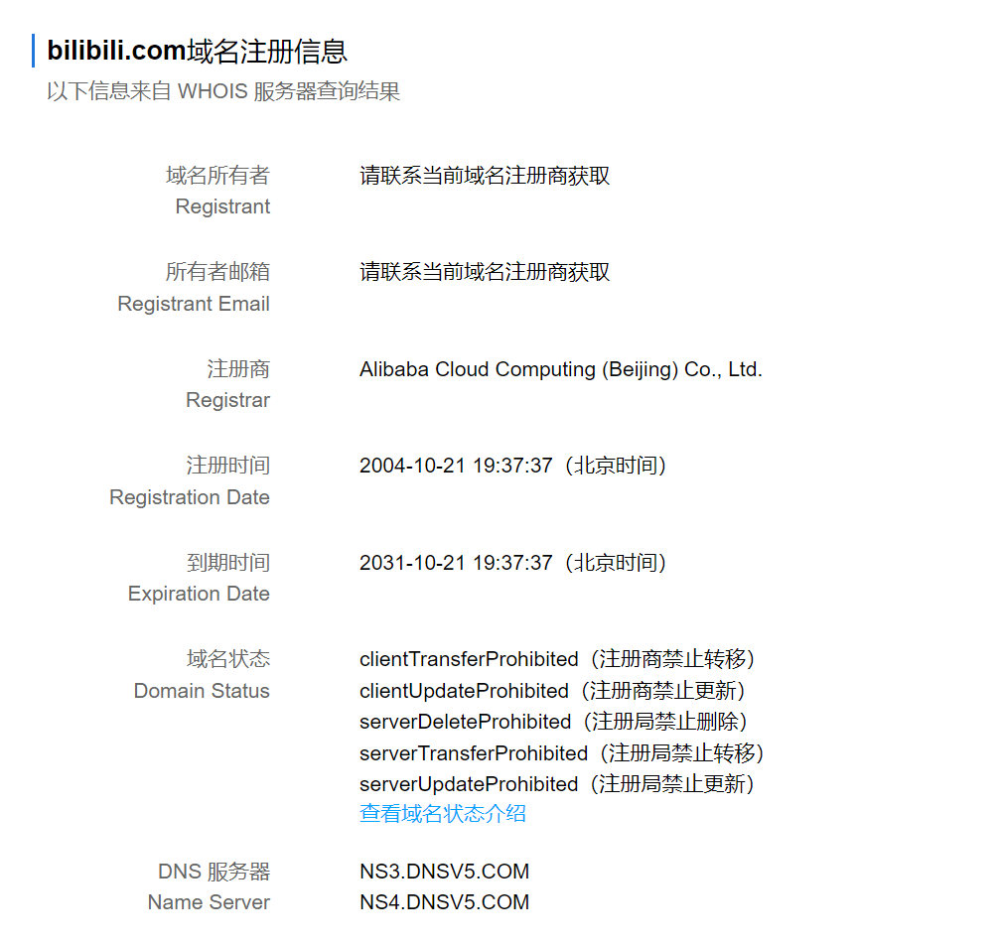 bilibili.com域名注册信息
以下信息来自 WHOIS 服务器查询结果
域名所有者 请联系当前域名注册商获取
Registrant
所有者邮箱 请联系当前域名注册商获取
Registrant Email
注册商 Alibaba Cloud Computing (Beijing) Co., Ltd.
Registrar
注册时间 2004-10-21 19:37:37（北京时间）
Registration Date
到期时间 2031-10-21 19:37:37（北京时间）
Expiration Date
域名状态 clientTransferProhibited（注册商禁止转移）
Domain Status clientUpdateProhibited（注册商禁止更新）
serverDeleteProhibited（注册局禁止删除）
serverTransferProhibited（注册局禁止转移）
serverUpdateProhibited（注册局禁止更新）
查看域名状态介绍
DNS 服务器 NS3.DNSV5.COM
Name Server NS4.DNSV5.COM